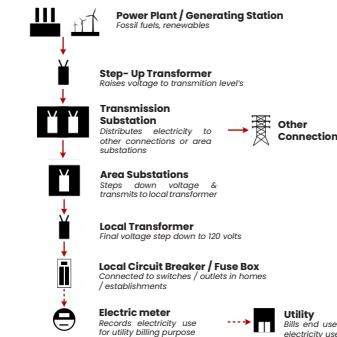 Power Plant / Generating Station
Fossil fuels, renewables
Step- Up Transformer
Raises voltage to transmition level's
Transmission
Substation
Distributes electricity to
other connections or area
substations
Other
Connection
Area Substations
Steps down voltage &
transmits to local transformer
Local Transformer
Final voltage step down to 120 volts
Local Circuit Breaker / Fuse Box
Connected to switches / outlets in homes
/ establishments
Electric meter
Records electricity use
for utility billing purpose
Utility
Bills end use
electricity use